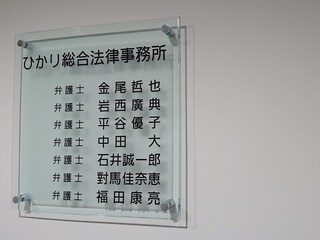 ひかり総合法律事務所
弁護士 金尾哲也
弁護士 岩西廣典
弁護士 平谷優子
弁護士 中田 大
弁護士 石井誠一郎
弁護士 對馬佳奈恵
弁護士 福田康亮